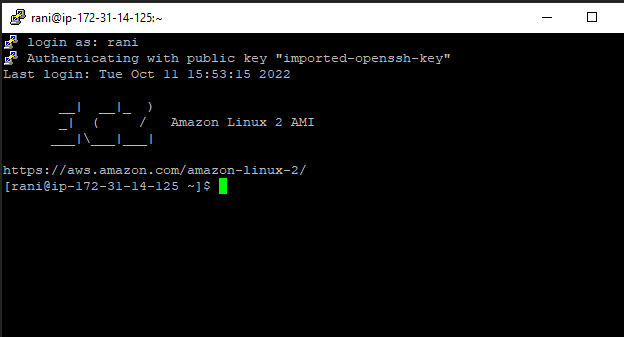 rani@ip-172-31-14-125:~
login as: rani
Authenticating with public key "imported-openssh-key"
Last login: Tue Oct 11 15:53:15 2022
       __|  __|_  )
       _|  (     /   Amazon Linux 2 AMI
      ___|\___|___|
https://aws.amazon.com/amazon-linux-2/
[rani@ip-172-31-14-125 ~]$